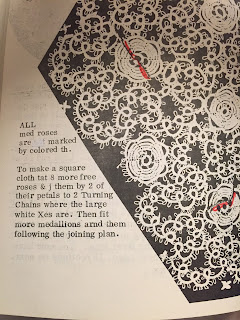 ALL
med roses
are marked
by colored th.
To make a square
cloth tat 8 more free
roses & j them by 2 of
their petals to 2 Turning
Chains where the large
white Xes are. Then fit
more medallions arnd them
following the joining plan.